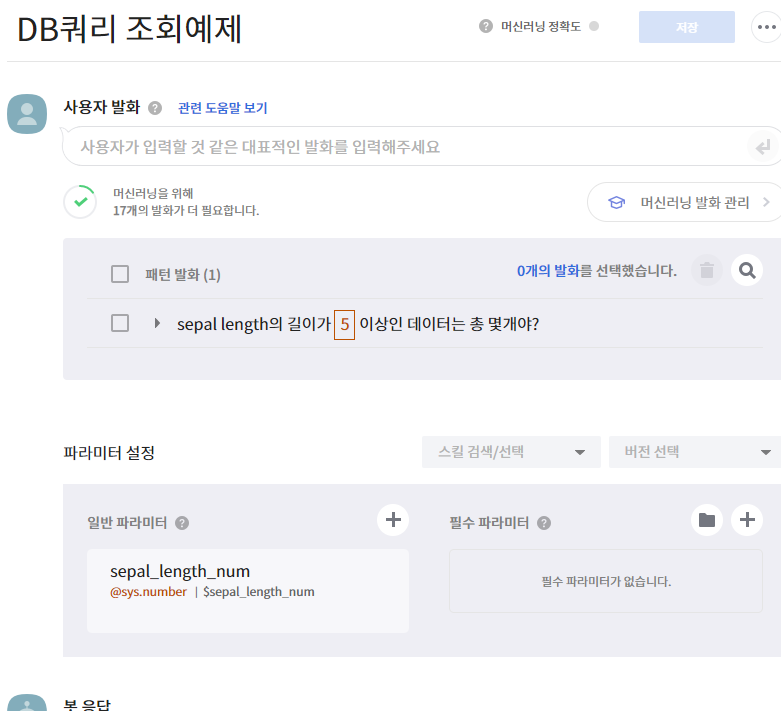 DB쿼리 조회예제
? 머신러닝 정확도
저장
사용자 발화 ? 관련 도움말 보기
사용자가 입력할 것 같은 대표적인 발화를 입력해주세요
머신러닝을 위해
17개의 발화가 더 필요합니다.
머신러닝 발화 관리
패턴 발화 (1)
0개의 발화를 선택했습니다.
sepal length의 길이가 5 이상인 데이터는 총 몇개야?
파라미터 설정
스킬 검색/선택
버전 선택
일반 파라미터 ?
필수 파라미터 ?
sepal_length_num
@sys.number | $sepal_length_num
필수 파라미터가 없습니다.
봇 응답